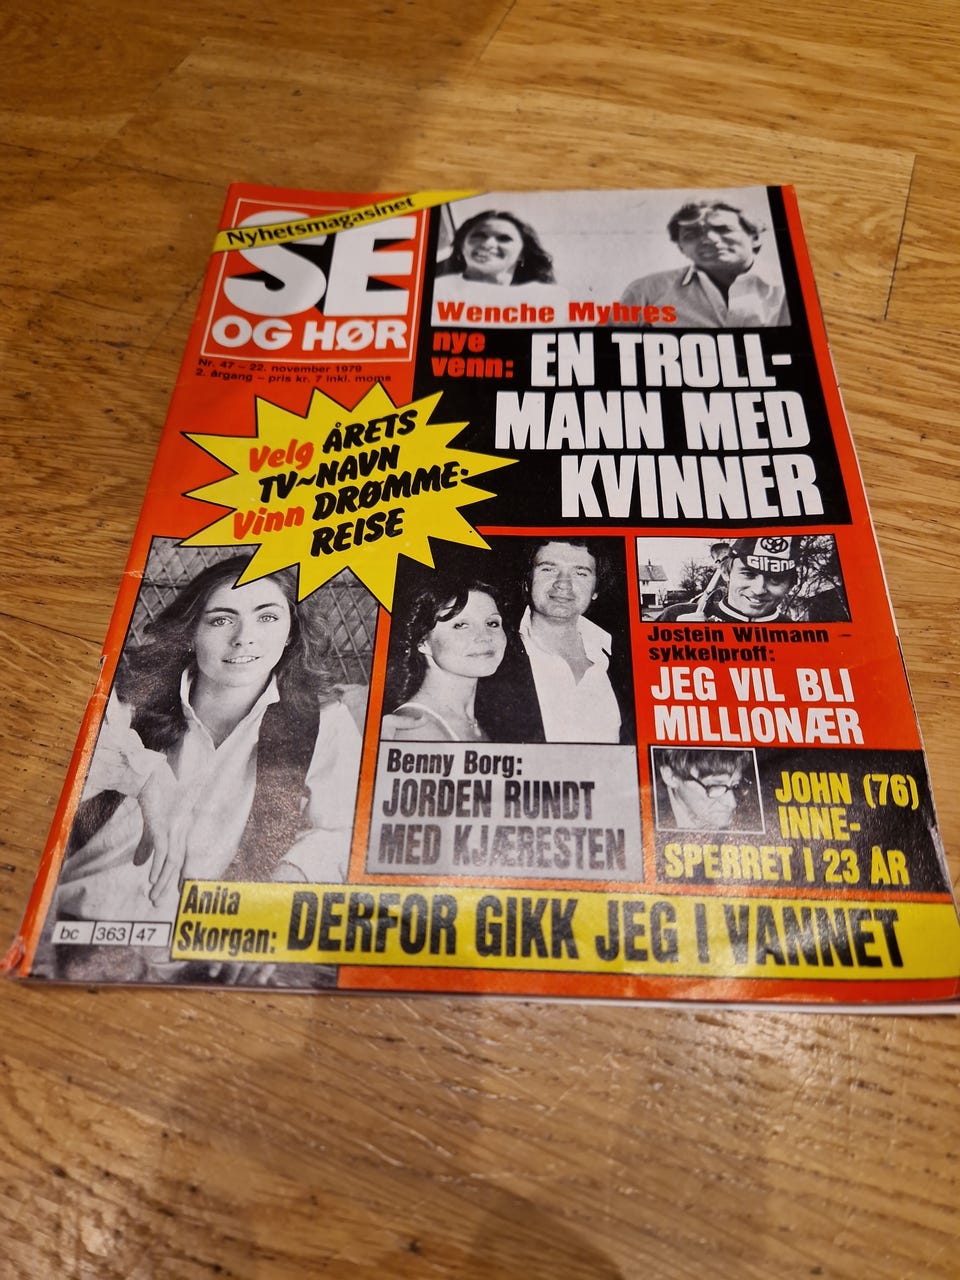 Nyhetsmagasinet
SE
OG HØR
Nr. 47 – 22. november 1979
2. årgang – pris kr. 7 inkl. moms
Wenche Myhres
nye
venn:
EN TROLL-
MANN MED
KVINNER
Velg ÅRETS
TV~NAVN
Vinn DRØMME-
REISE
Gitane
Jostein Wilmann –
sykkelproff:
JEG VIL BLI
MILLIONÆR
Benny Borg:
JORDEN RUNDT
MED KJÆRESTEN
JOHN (76)
INNE-
SPERRET I 23 ÅR
Anita
Skorgan:
DERFOR GIKK JEG I VANNET
bc 363 47